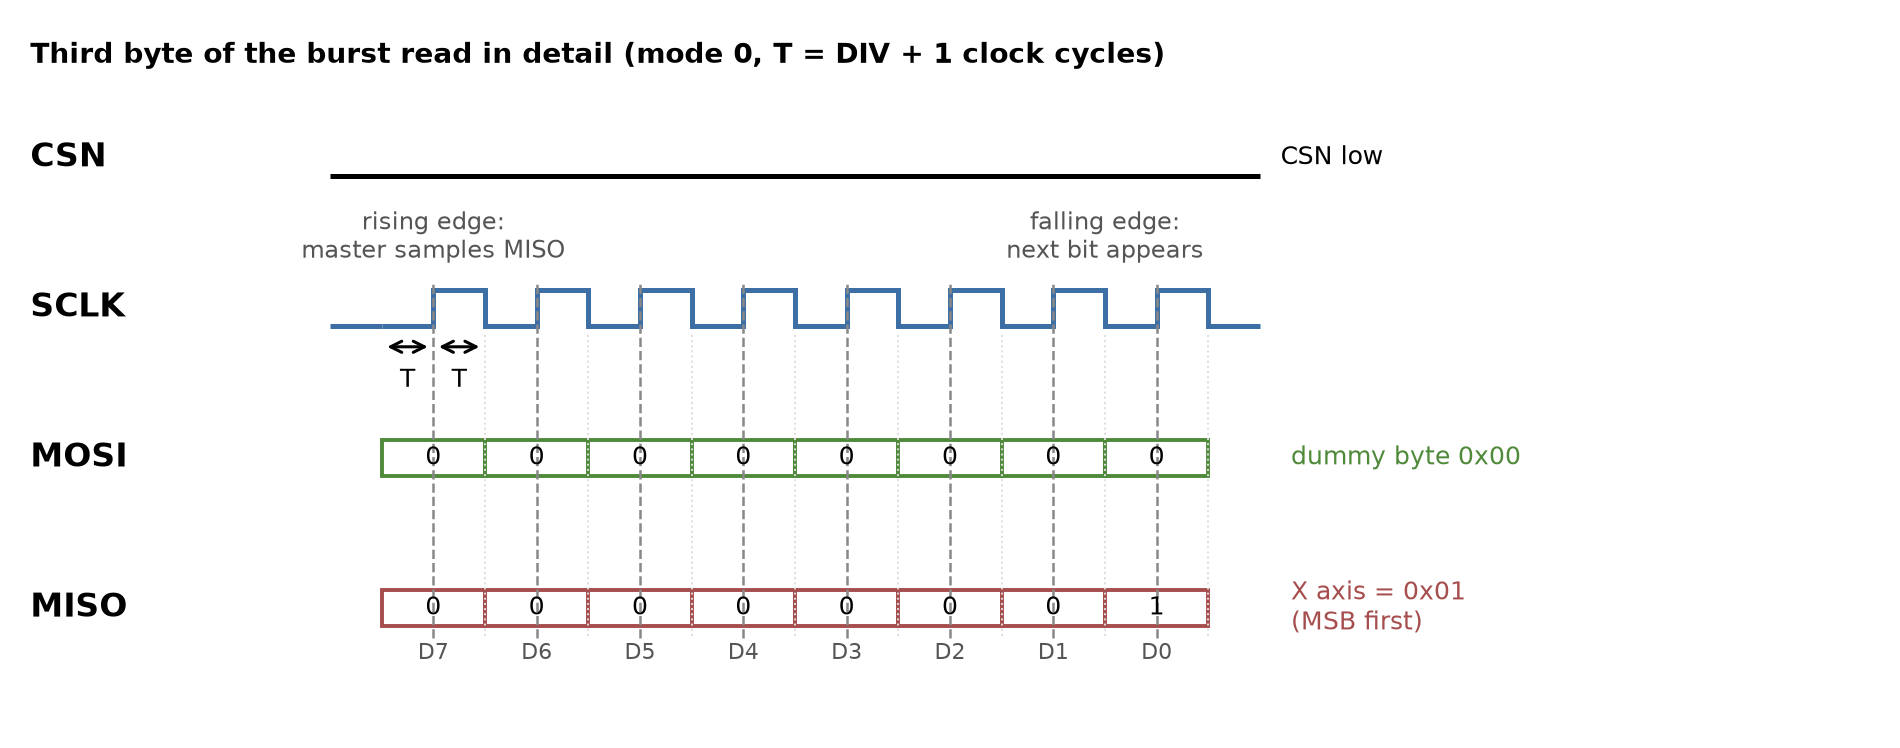 Third byte of the burst read in detail (mode 0, T = DIV + 1 clock cycles)
CSN
CSN low
rising edge:
master samples MISO
falling edge:
next bit appears
SCLK
T T
MOSI
0 0 0 0 0 0 0 0
dummy byte 0x00
MISO
0 0 0 0 0 0 0 1
X axis = 0x01
(MSB first)
D7 D6 D5 D4 D3 D2 D1 D0